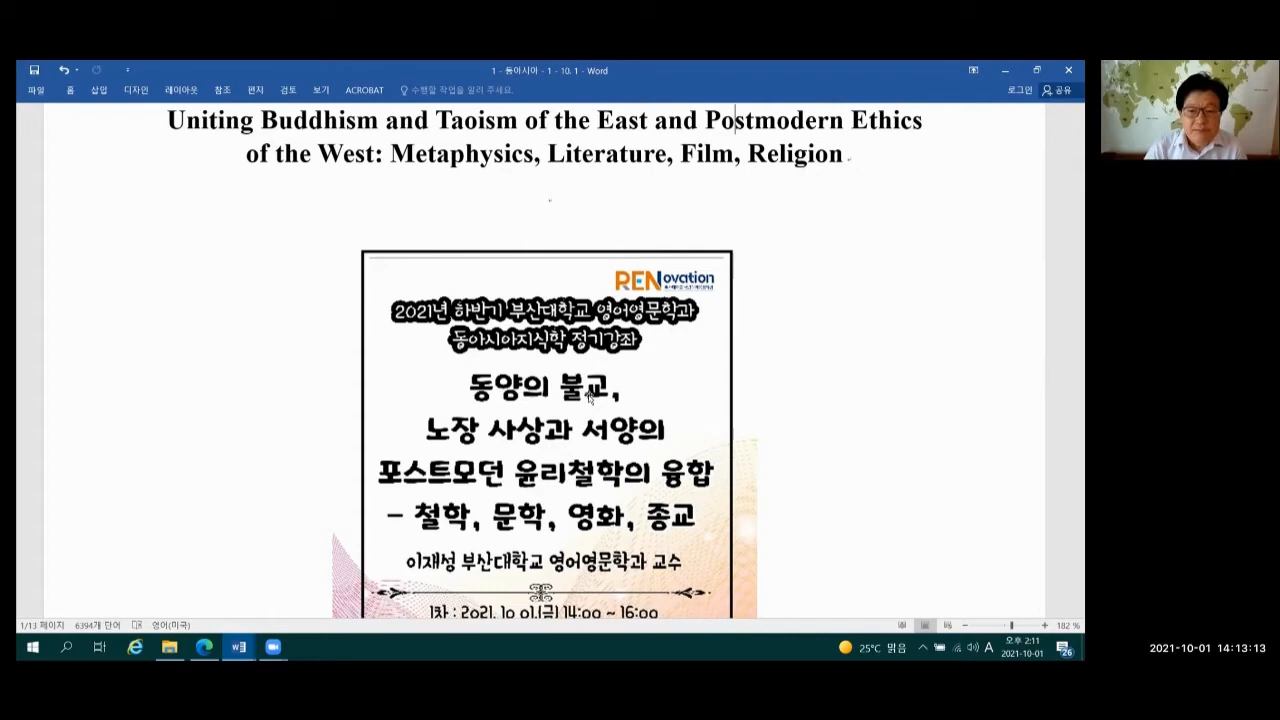 1 - 동아시아 - 1 - 10. 1 - Word
파일 홈 삽입 디자인 레이아웃 참조 편지 검토 보기 ACROBAT 수행할 작업을 알려 주세요. 로그인 공유
Uniting Buddhism and Taoism of the East and Postmodern Ethics
of the West: Metaphysics, Literature, Film, Religion
RENovation
2021년 하반기 부산대학교 영어영문학과
동아시아지식학 정기강좌
동양의 불교,
노장 사상과 서양의
포스트모던 윤리철학의 융합
- 철학, 문학, 영화, 종교
이재성 부산대학교 영어영문학과 교수
1차 : 2021. 10. 01.(금) 14:00 ~ 16:00
1/13 페이지 6394개 단어 영어(미국) 182 %
25°C 맑음 A 오후 2:11
2021-10-01 26
2021-10-01 14:13:13